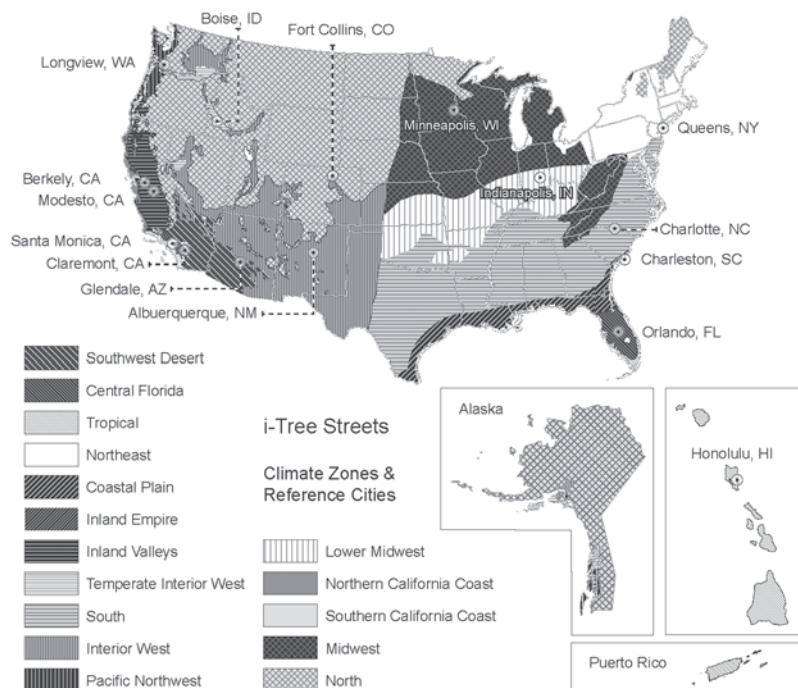 Boise, ID
Fort Collins, CO
Longview, WA
Minneapolis, WI
Queens, NY
Berkely, CA
Indianapolis, IN
Modesto, CA
Charlotte, NC
Santa Monica, CA
Claremont, CA
Charleston, SC
Glendale, AZ
Albuerquerque, NM
Orlando, FL
Southwest Desert
Central Florida
Tropical
Northeast
Coastal Plain
Inland Empire
Inland Valleys
Temperate Interior West
South
Interior West
Pacific Northwest
i-Tree Streets
Climate Zones &
Reference Cities
Lower Midwest
Northern California Coast
Southern California Coast
Midwest
North
Alaska
Honolulu, HI
Puerto Rico